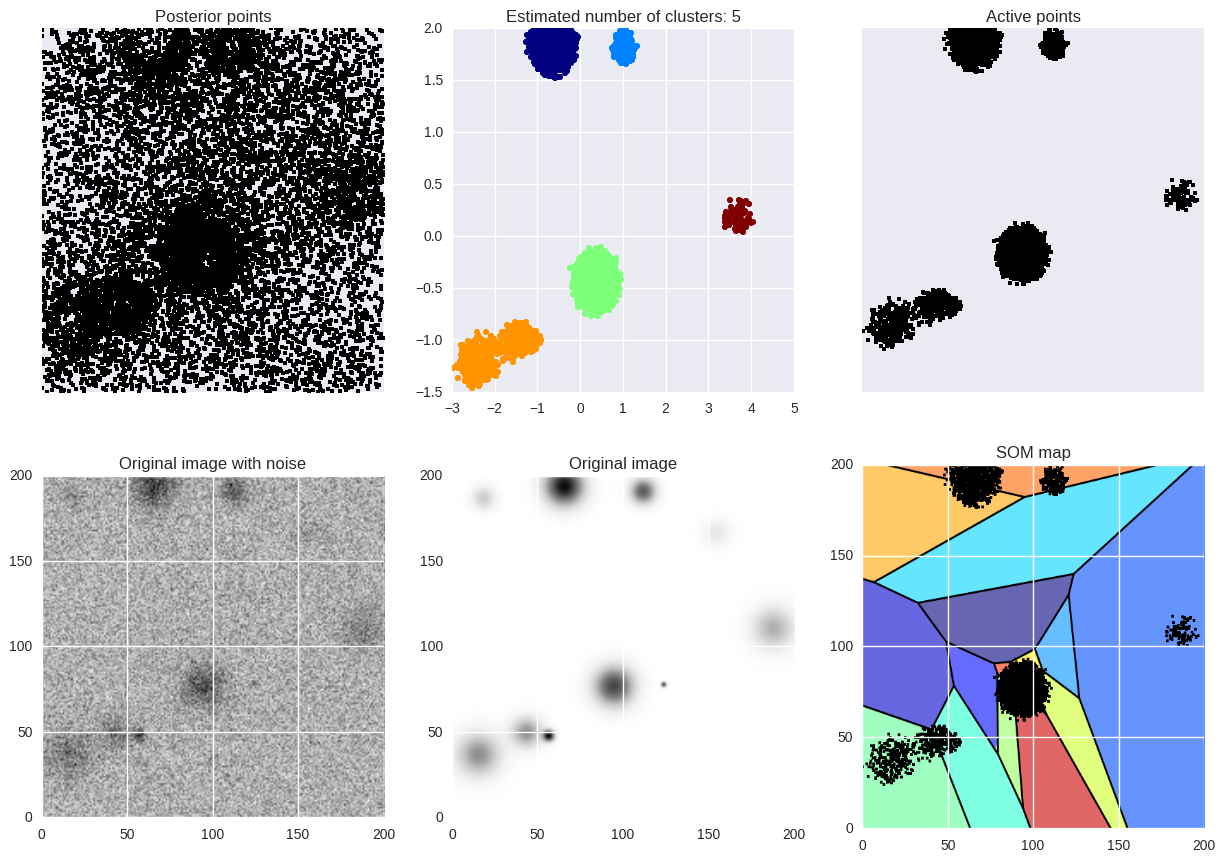 Posterior points
Estimated number of clusters: 5
Active points
2.0
1.5
1.0
0.5
0.0
−0.5
−1.0
−1.5
−3 −2 −1 0 1 2 3 4 5
Original image with noise
200
150
100
50
0
0 50 100 150 200
Original image
200
150
100
50
0
0 50 100 150 200
SOM map
200
150
100
50
0
0 50 100 150 200